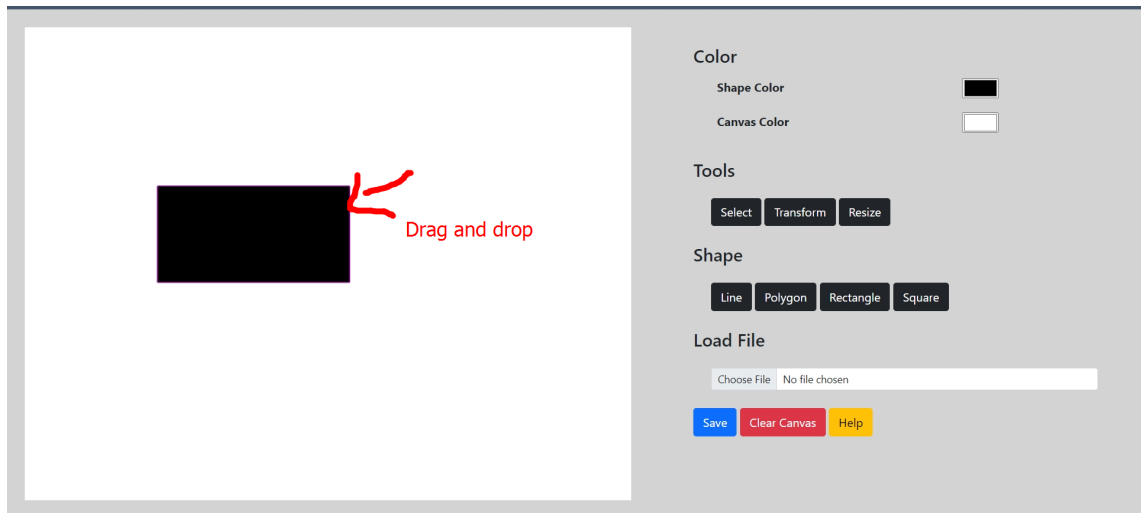 Color
Shape Color
Canvas Color
Tools
Select Transform Resize
Drag and drop
Shape
Line Polygon Rectangle Square
Load File
Choose File No file chosen
Save Clear Canvas Help